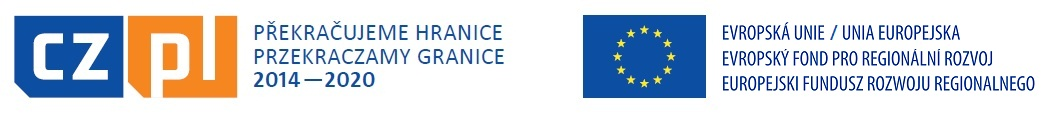 cz pl
PŘEKRAČUJEME HRANICE
PRZEKRACZAMY GRANICE
2014—2020
EVROPSKÁ UNIE / UNIA EUROPEJSKA
EVROPSKÝ FOND PRO REGIONÁLNÍ ROZVOJ
EUROPEJSKI FUNDUSZ ROZWOJU REGIONALNEGO